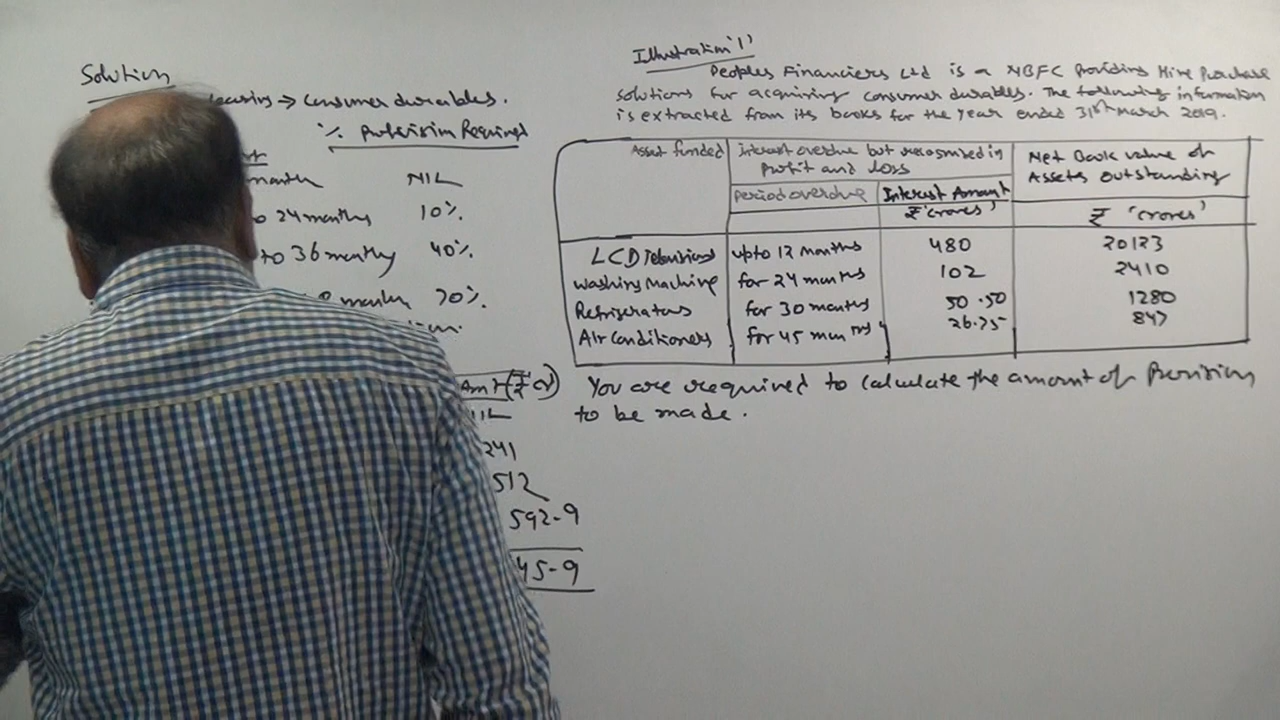 Solution
Leasing → Consumer durables.
% provision Required
month NIL
to 24 months 10%
to 36 months 40%
months 70%.
Amt (₹ cr)
NIL
241
512
592-9
45-9
Illustration '1'
Peoples Financiers Ltd is a NBFC providing Hire purchase
solutions for acquiring consumer durables. The following information
is extracted from its books for the year ended 31st March 2019.
Asset funded Interest overdue but recognised in Net Book value of
Profit and loss Assets outstanding
Period overdue Interest Amount
₹ 'crores' ₹ 'crores'
LCD Televisions upto 12 months 480 20123
Washing Machine for 24 months 102 2410
Refrigerators for 30 months 50.50 1280
Air Conditioners for 45 months 26.75 847
You are required to calculate the amount of Provision
to be made.